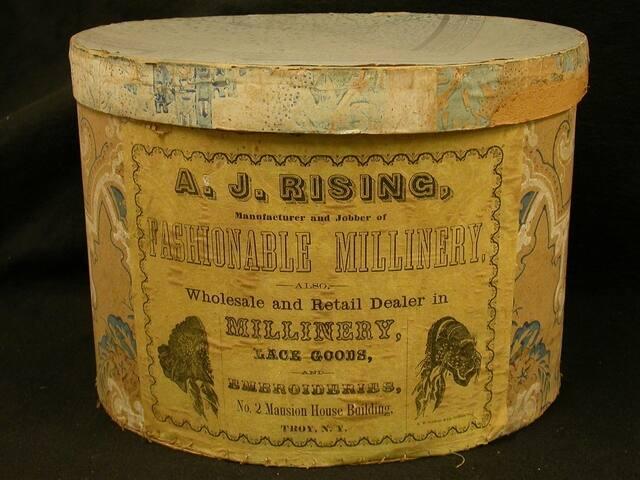 A. J. RISING,
Manufacturer and Jobber of
FASHIONABLE MILLINERY.
ALSO,
Wholesale and Retail Dealer in
MILLINERY,
LACE GOODS,
AND
EMBROIDERIES,
No. 2 Mansion House Building,
TROY, N. Y.